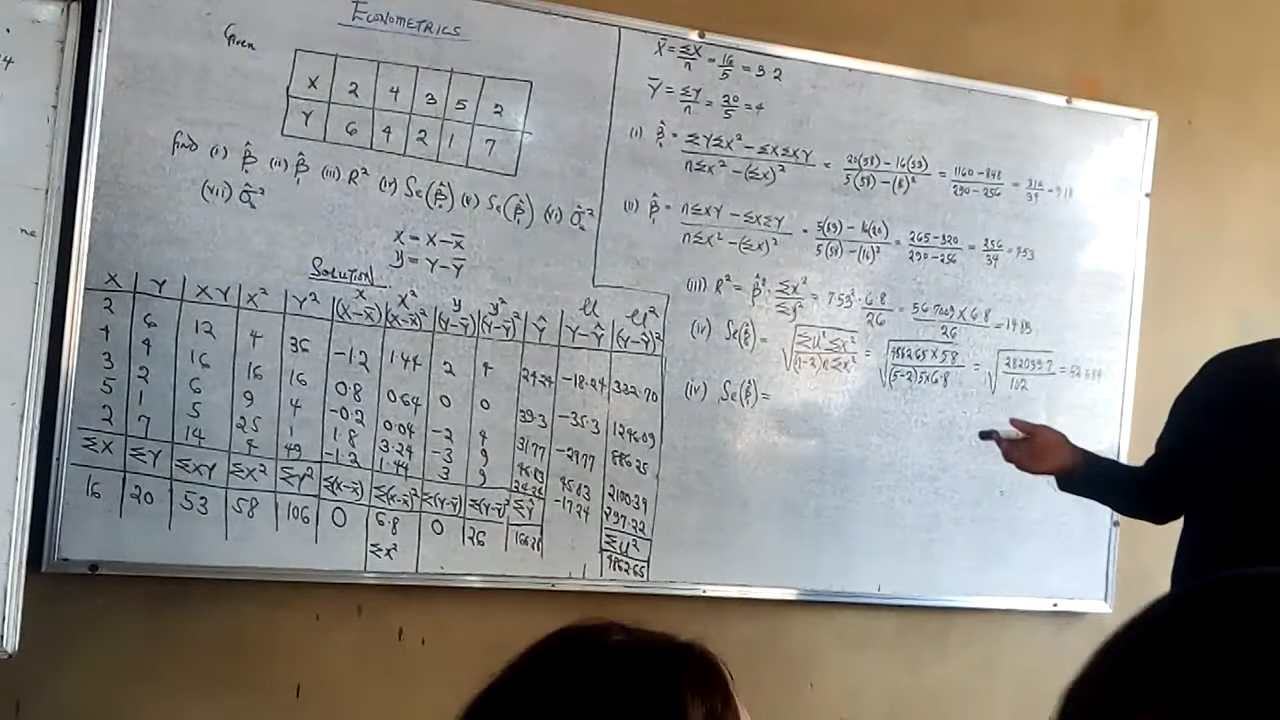 ECONOMETRICS
Given
X 2 4 3 5 2
Y 6 4 2 1 7
find (i) β̂₀ (ii) β̂₁ (iii) R² (iv) Se(β̂₀) (v) Se(β̂₁) (vi)
(vii)
x = X - X̄
y = Y - Ȳ
Solution
X Y XY X² Y² x (X-X̄) x² (X-X̄)² y (Y-Ȳ) y² (Y-Ȳ)² Ŷ U Y-Ŷ U² (Y-Ŷ)²
2 6 12 4 36 -1.2 1.44 2 4 24.24 -18.24 332.70
4 4 16 16 16 0.8 0.64 0 0 39.3 -35.3 1246.09
3 2 6 9 4 -0.2 0.04 -2 4 31.77 -29.77 886.25
5 1 5 25 1 1.8 3.24 -3 9 46.83 45.83 2100.39
2 7 14 4 49 -1.2 1.44 3 9 24.24 -17.24 297.22
ΣX ΣY ΣXY ΣX² ΣY² Σ(X-X̄) Σ(X-X̄)² Σ(Y-Ȳ) Σ(Y-Ȳ)² ΣŶ ΣU²
16 20 53 58 106 0 6.8 0 26 4862.65
Σx²
X̄ = ΣX/n = 16/5 = 3.2
Ȳ = ΣY/n = 20/5 = 4
(i) β̂₀ = ΣYΣX² - ΣXΣXY / nΣX² - (ΣX)² = 20(58) - 16(53) / 5(58) - (16)² = 1160 - 848 / 290 - 256 = 312/34 = 9.18
(ii) β̂₁ = nΣXY - ΣXΣY / nΣX² - (ΣX)² = 5(53) - 16(20) / 5(58) - (16)² = 265 - 320 / 290 - 256 = 256/34 = 7.53
(iii) R² = β̂₁² · Σx²/Σy² = 7.53² · 6.8/26 = 56.7009 × 6.8 / 26 =
(iv) Se(β̂₀) = √ΣU²ΣX² / (n-2)nΣx² = √4862.65 × 58 / (5-2)5×6.8 = √282033.7 / 102 =
(iv) Se(β̂₁) =